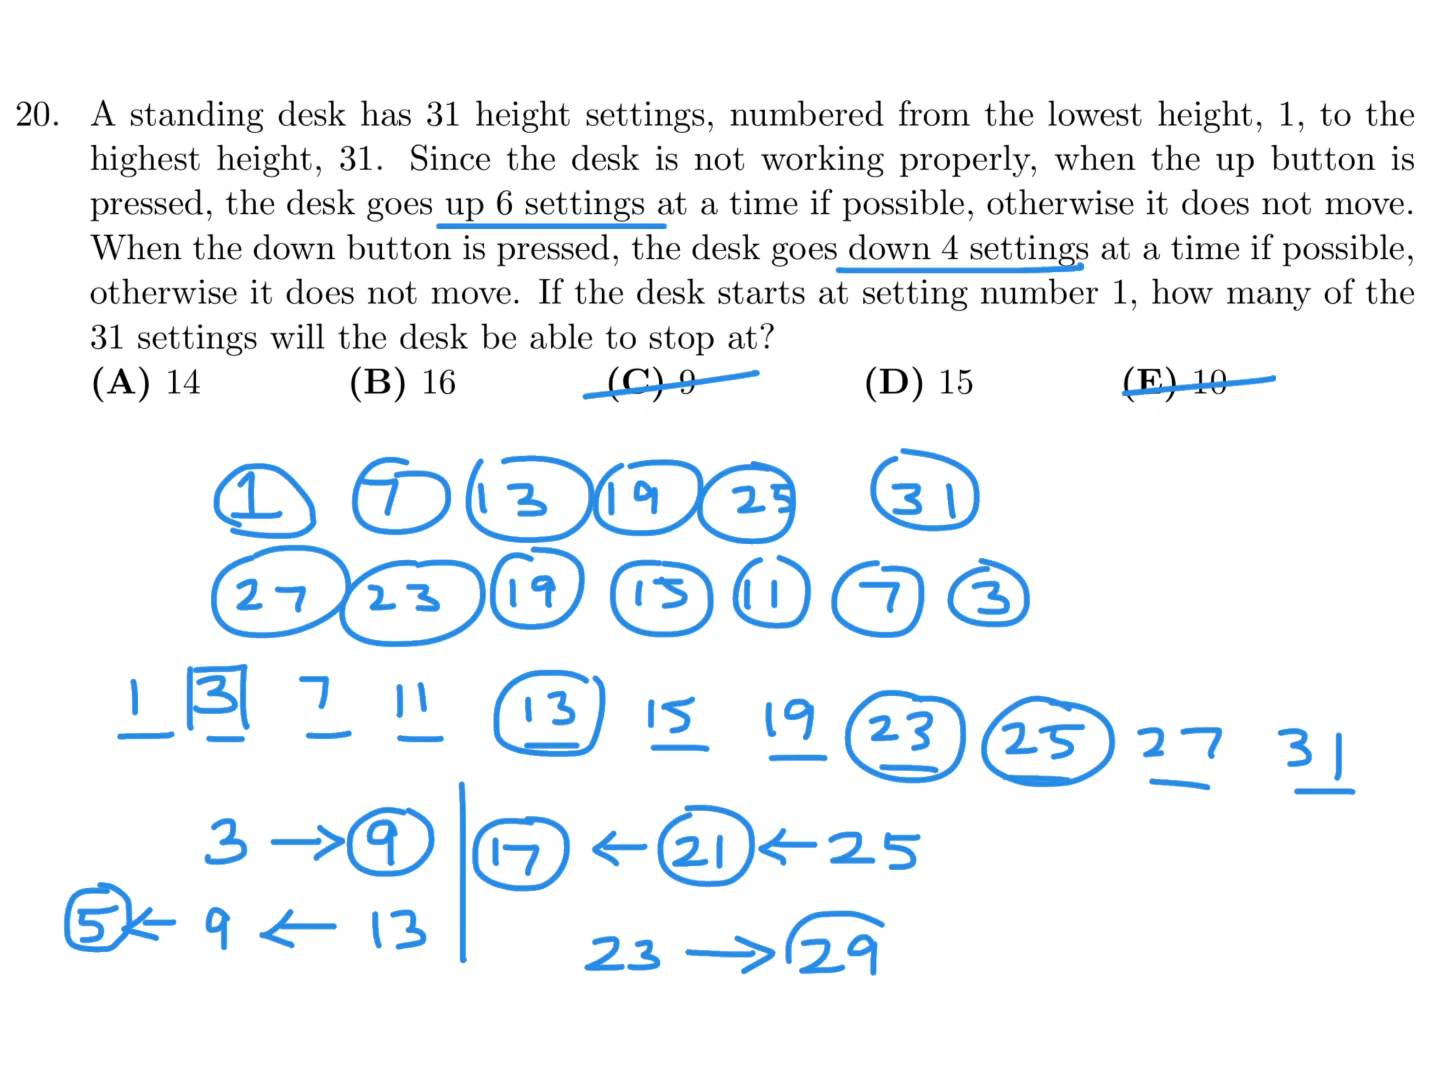 20. A standing desk has 31 height settings, numbered from the lowest height, 1, to the
highest height, 31. Since the desk is not working properly, when the up button is
pressed, the desk goes up 6 settings at a time if possible, otherwise it does not move.
When the down button is pressed, the desk goes down 4 settings at a time if possible,
otherwise it does not move. If the desk starts at setting number 1, how many of the
31 settings will the desk be able to stop at?
(A) 14 (B) 16 (C) 9 (D) 15 (E) 10
1 7 13 19 25 31
27 23 19 15 11 7 3
1 3 7 11 13 15 19 23 25 27 31
3 → 9 | 17 ← 21 ← 25
5 ← 9 ← 13 23 → 29